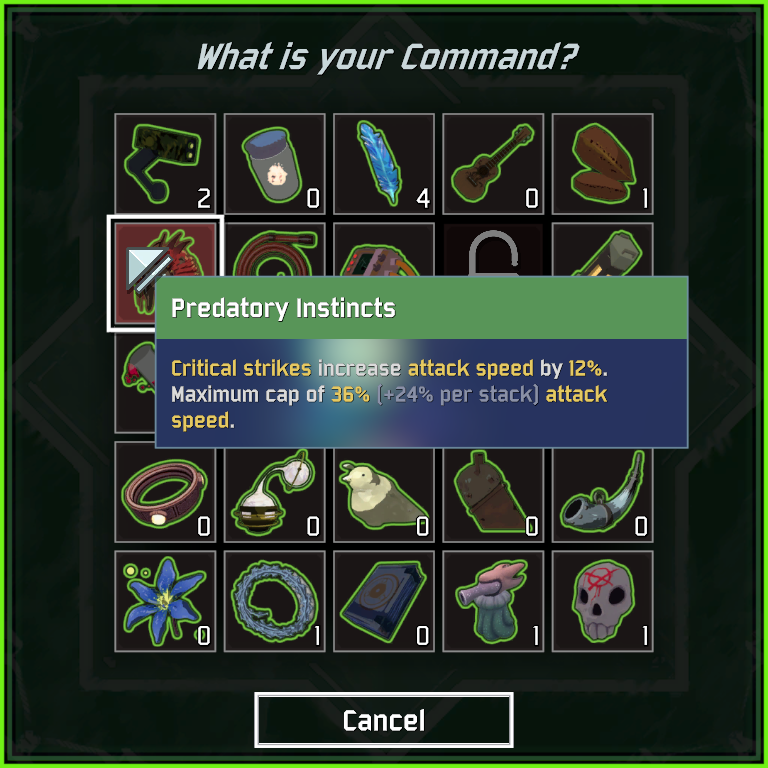 What is your Command?
2 0 4 0 1
Predatory Instincts
Critical strikes increase attack speed by 12%.
Maximum cap of 36% (+24% per stack) attack
speed.
0 0 0 0 0
0 1 0 1 1
Cancel